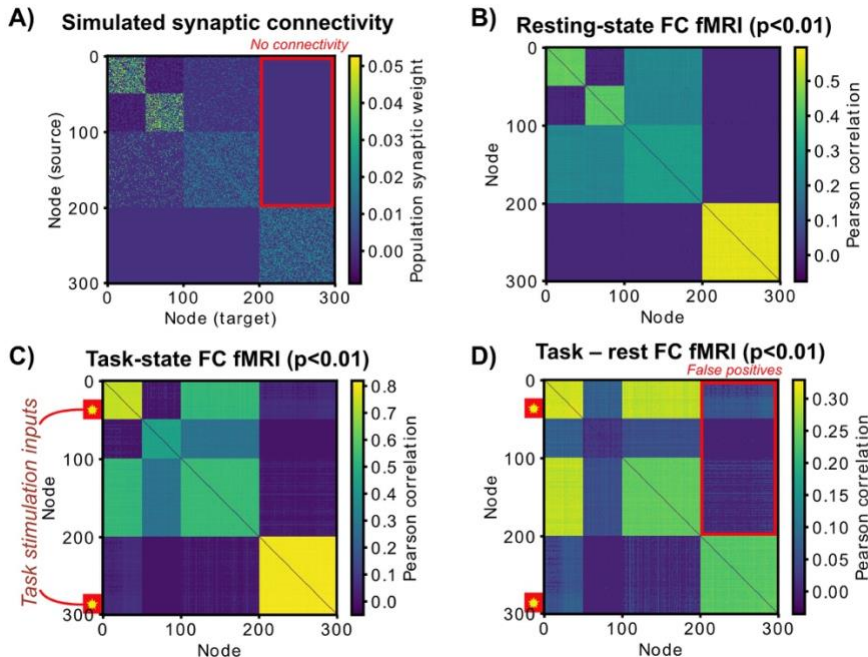 A) Simulated synaptic connectivity
No connectivity
0
100
200
300
0 100 200 300
Node (source)
Node (target)
0.05
0.04
0.03
0.02
0.01
0.00
Population synaptic weight
B) Resting-state FC fMRI (p<0.01)
0
100
200
300
0 100 200 300
Node
Node
0.5
0.4
0.3
0.2
0.1
0.0
Pearson correlation
C) Task-state FC fMRI (p<0.01)
Task stimulation inputs
0
100
200
300
0 100 200 300
Node
Node
0.8
0.7
0.6
0.5
0.4
0.3
0.2
0.1
0.0
Pearson correlation
D) Task – rest FC fMRI (p<0.01)
False positives
0
100
200
300
0 100 200 300
Node
Node
0.30
0.25
0.20
0.15
0.10
0.05
0.00
Pearson correlation